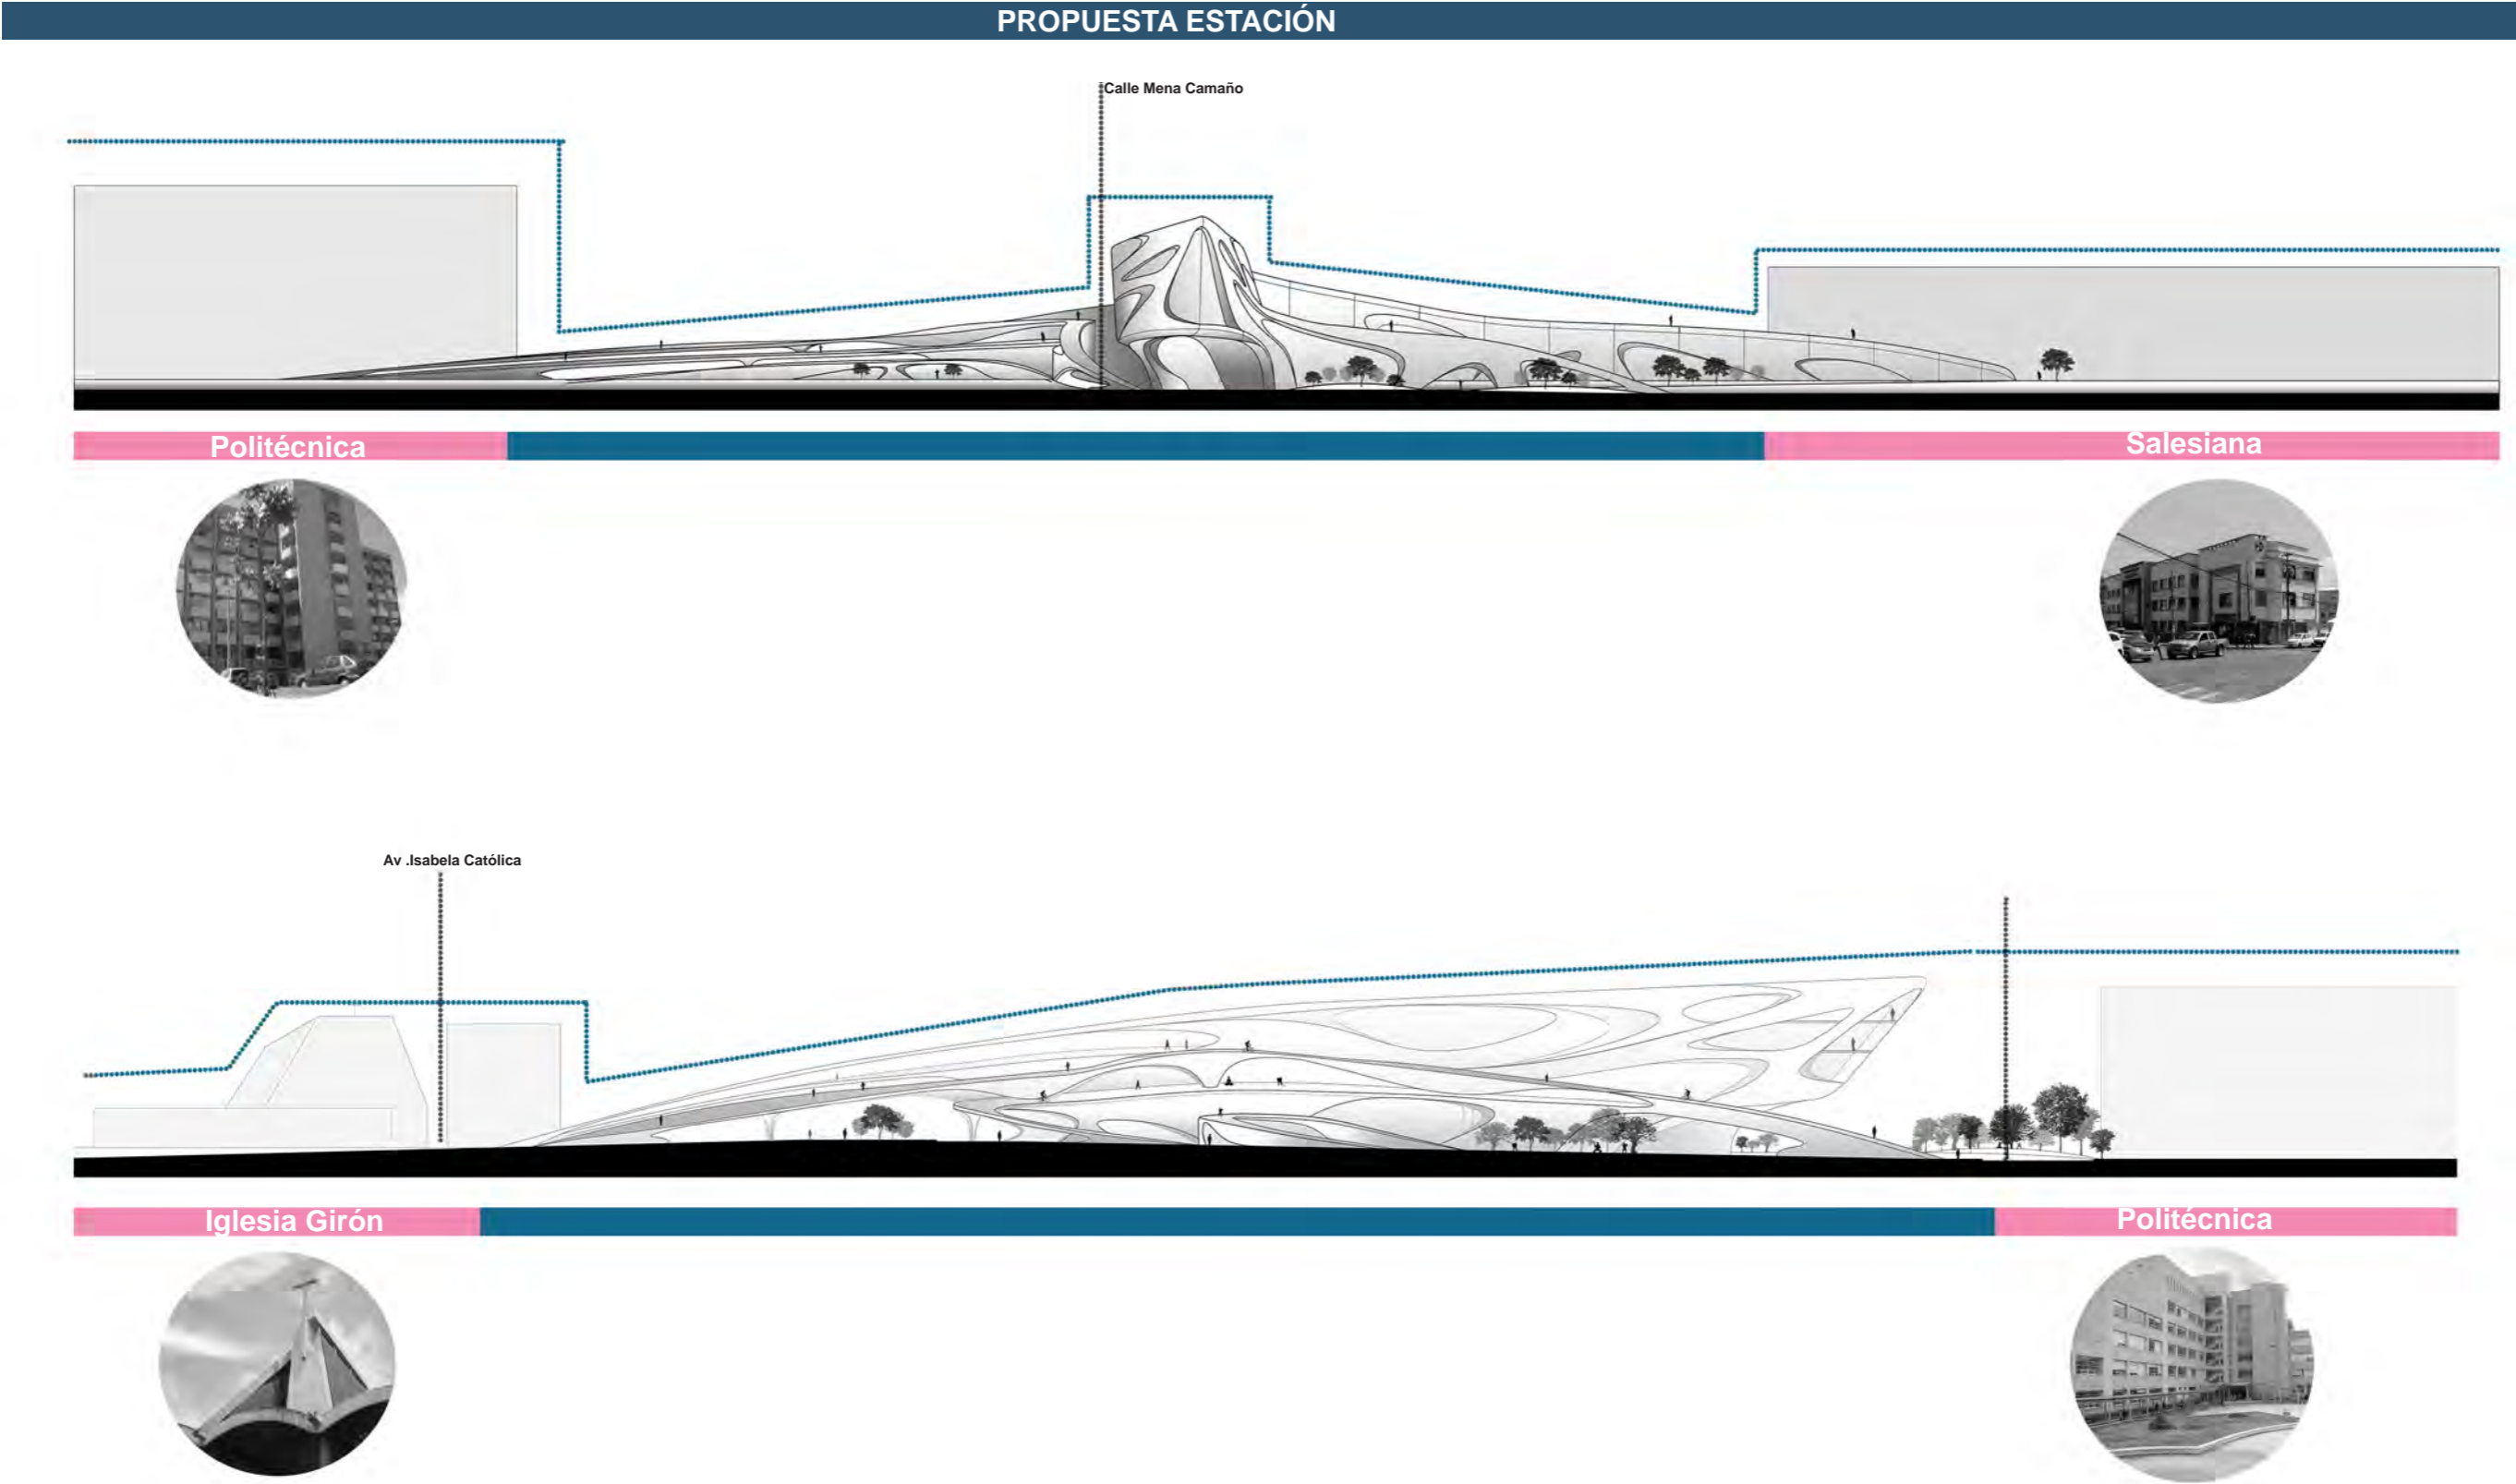 PROPUESTA ESTACIÓN
Calle Mena Camaño
Politécnica
Salesiana
Av .Isabela Católica
Iglesia Girón
Politécnica